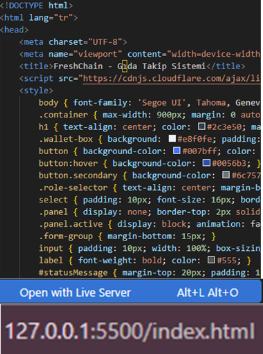 <!DOCTYPE html>
<html lang="tr">
<head>
<meta charset="UTF-8">
<meta name="viewport" content="width=device-width
<title>FreshChain - Gıda Takip Sistemi</title>
<script src="https://cdnjs.cloudflare.com/ajax/li
<style>
body { font-family: 'Segoe UI', Tahoma, Genev
.container { max-width: 900px; margin: 0 aut
h1 { text-align: center; color: #2c3e50; ma
.wallet-box { background: #e8f0fe; padding:
button { background-color: #007bff; color:
button:hover { background-color: #0056b3; }
button.secondary { background-color: #6c757
.role-selector { text-align: center; margin-b
select { padding: 10px; font-size: 16px; bord
.panel { display: none; border-top: 2px solid
.panel.active { display: block; animation: fa
.form-group { margin-bottom: 15px; }
input { padding: 10px; width: 100%; box-sizin
label { font-weight: bold; color: #555; }
#statusMessage { margin-top: 20px; padding: 1
Open with Live Server Alt+L Alt+O
127.0.0.1:5500/index.html